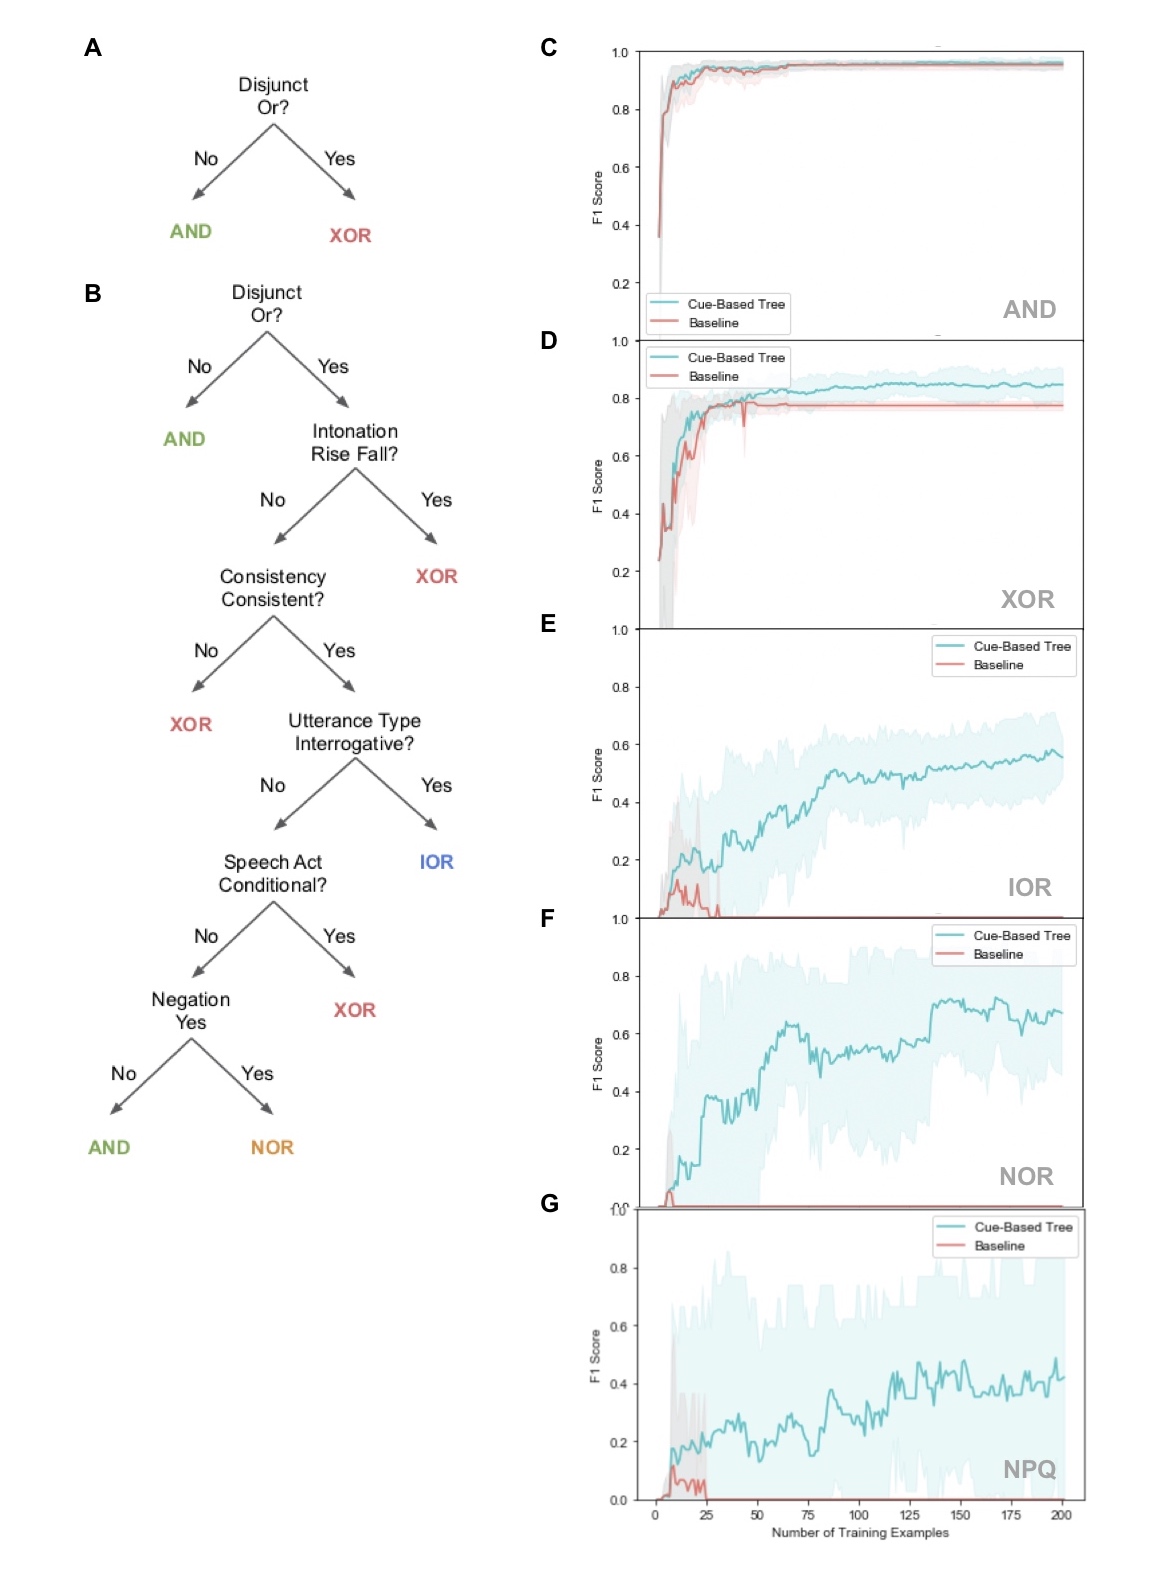 A
Disjunct
Or?
No
Yes
AND
XOR
B
Disjunct
Or?
No
Yes
AND
Intonation
Rise Fall?
No
Yes
Consistency
Consistent?
XOR
No
Yes
XOR
Utterance Type
Interrogative?
No
Yes
Speech Act
Conditional?
IOR
No
Yes
Negation
Yes
XOR
No
Yes
AND
NOR
C
1.0
0.8
0.6
0.4
0.2
F1 Score
Cue-Based Tree
Baseline
AND
D
1.0
0.8
0.6
0.4
0.2
F1 Score
Cue-Based Tree
Baseline
XOR
E
1.0
0.8
0.6
0.4
0.2
F1 Score
Cue-Based Tree
Baseline
IOR
F
1.0
0.8
0.6
0.4
0.2
F1 Score
Cue-Based Tree
Baseline
NOR
G
1.0
0.8
0.6
0.4
0.2
0.0
F1 Score
Cue-Based Tree
Baseline
NPQ
0 25 50 75 100 125 150 175 200
Number of Training Examples